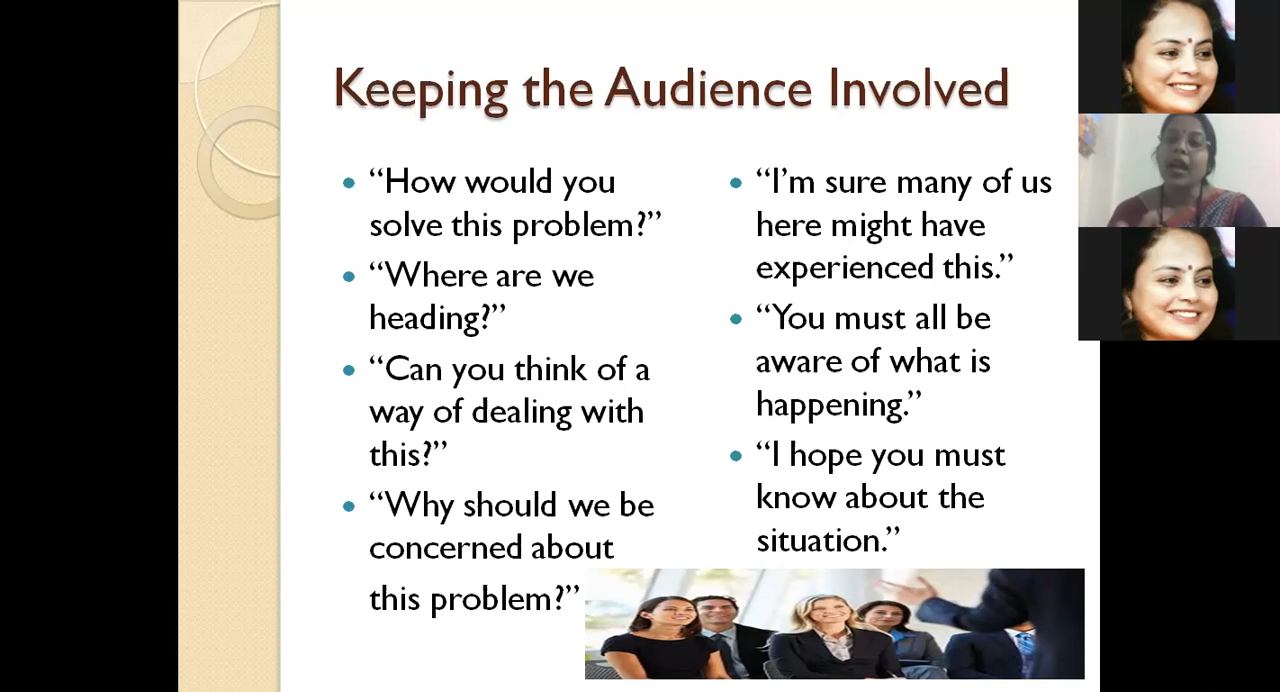 Keeping the Audience Involved
• “How would you
solve this problem?”
• “Where are we
heading?”
• “Can you think of a
way of dealing with
this?”
• “Why should we be
concerned about
this problem?”
• “I’m sure many of us
here might have
experienced this.”
• “You must all be
aware of what is
happening.”
• “I hope you must
know about the
situation.”